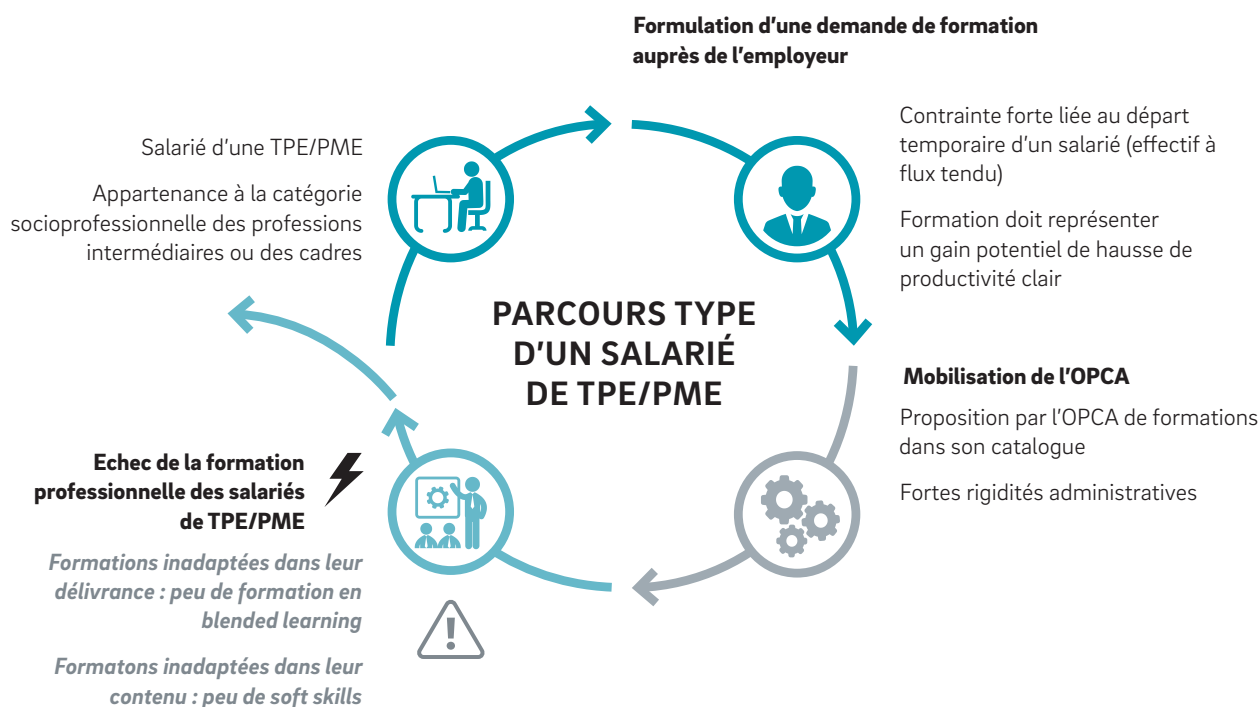 Formulation d’une demande de formation
auprès de l’employeur
Salarié d’une TPE/PME
Appartenance à la catégorie
socioprofessionnelle des professions
intermédiaires ou des cadres
Contrainte forte liée au départ
temporaire d’un salarié (effectif à
flux tendu)
Formation doit représenter
un gain potentiel de hausse de
productivité clair
PARCOURS TYPE
D’UN SALARIÉ
DE TPE/PME
Mobilisation de l’OPCA
Proposition par l’OPCA de formations
dans son catalogue
Fortes rigidités administratives
Echec de la formation
professionnelle des salariés
de TPE/PME
Formations inadaptées dans leur
délivrance : peu de formation en
blended learning
Formatons inadaptées dans leur
contenu : peu de soft skills